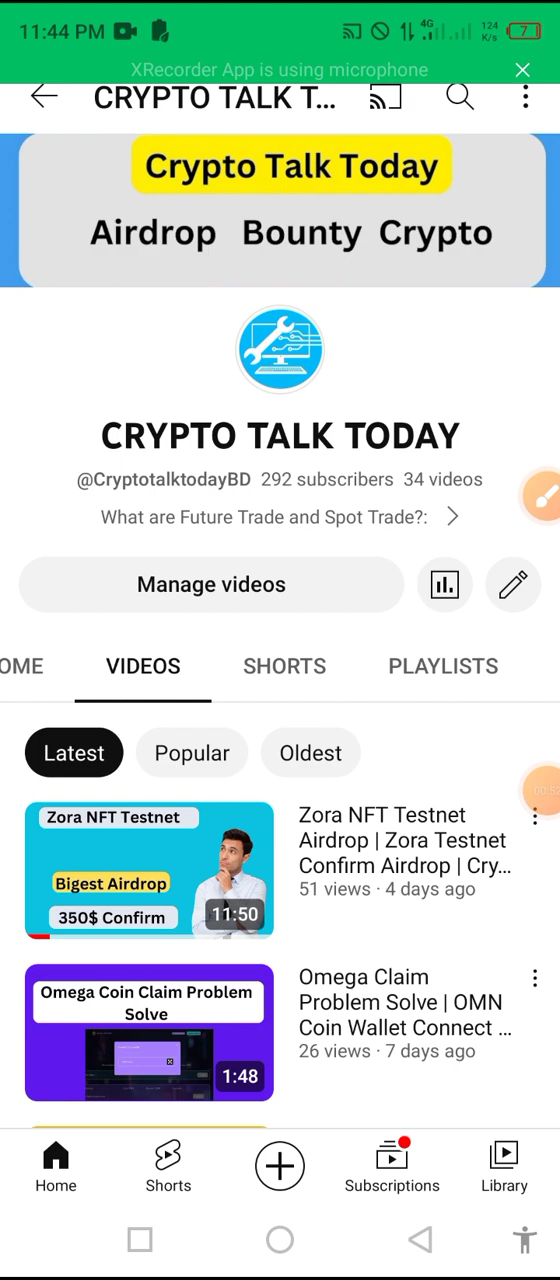 11:44 PM 4G 124 K/s 7
XRecorder App is using microphone
CRYPTO TALK T...
Crypto Talk Today
Airdrop Bounty Crypto
CRYPTO TALK TODAY
@CryptotalktodayBD 292 subscribers 34 videos
What are Future Trade and Spot Trade?:
Manage videos
OME VIDEOS SHORTS PLAYLISTS
Latest Popular Oldest
00:52
Zora NFT Testnet
Bigest Airdrop
350$ Confirm
11:50
Zora NFT Testnet
Airdrop | Zora Testnet
Confirm Airdrop | Cry...
51 views · 4 days ago
Omega Coin Claim Problem
Solve
1:48
Omega Claim
Problem Solve | OMN
Coin Wallet Connect ...
26 views · 7 days ago
Home Shorts Subscriptions Library